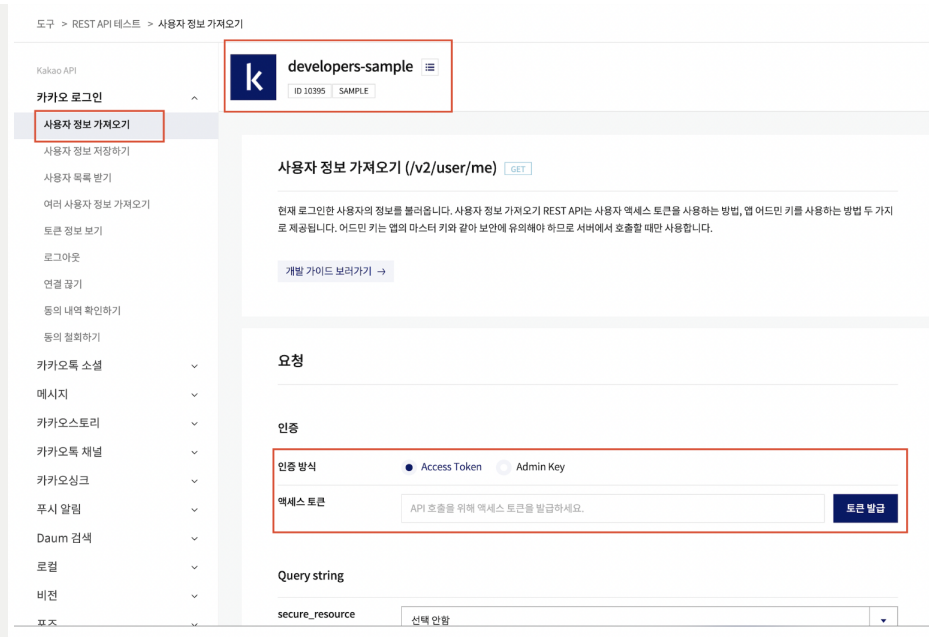 도구 > REST API 테스트 > 사용자 정보 가져오기
Kakao API
카카오 로그인
사용자 정보 가져오기
사용자 정보 저장하기
사용자 목록 받기
여러 사용자 정보 가져오기
토큰 정보 보기
로그아웃
연결 끊기
동의 내역 확인하기
동의 철회하기
카카오톡 소셜
메시지
카카오스토리
카카오톡 채널
카카오싱크
푸시 알림
Daum 검색
로컬
비전
포즈
k
developers-sample
ID 10395 SAMPLE
사용자 정보 가져오기 (/v2/user/me) GET
현재 로그인한 사용자의 정보를 불러옵니다. 사용자 정보 가져오기 REST API는 사용자 액세스 토큰을 사용하는 방법, 앱 어드민 키를 사용하는 방법 두 가지
로 제공됩니다. 어드민 키는 앱의 마스터 키와 같아 보안에 유의해야 하므로 서버에서 호출할 때만 사용합니다.
개발 가이드 보러가기 →
요청
인증
인증 방식 Access Token Admin Key
액세스 토큰 API 호출을 위해 액세스 토큰을 발급하세요. 토큰 발급
Query string
secure_resource 선택 안함